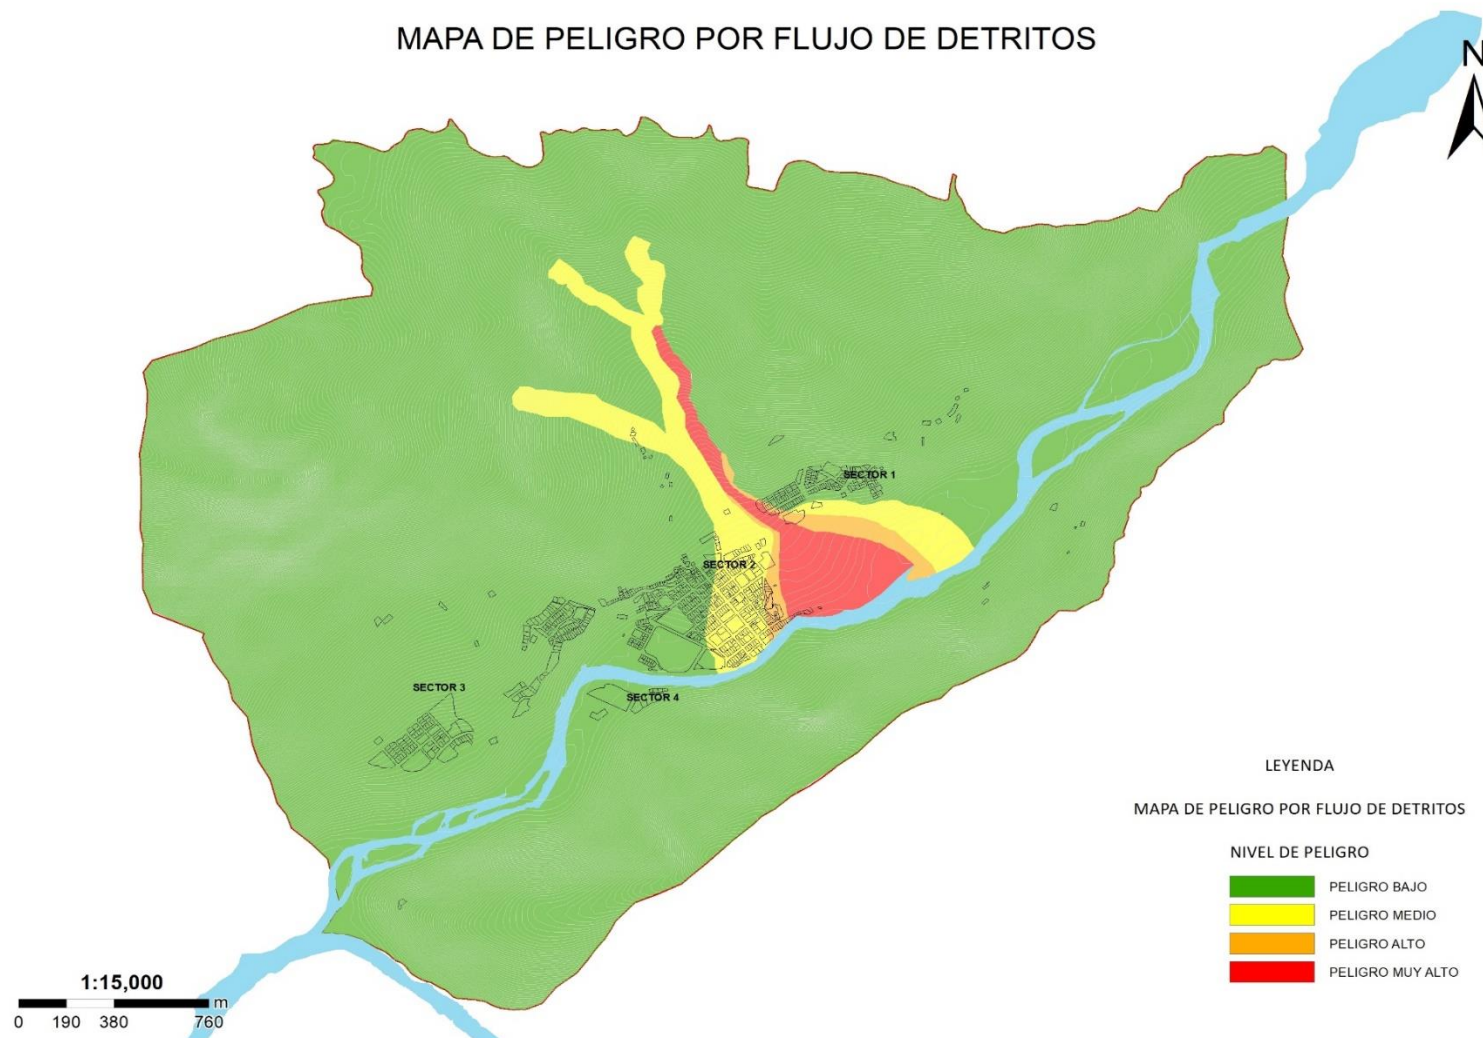 MAPA DE PELIGRO POR FLUJO DE DETRITOS
N
SECTOR 1
SECTOR 2
SECTOR 3
SECTOR 4
LEYENDA
MAPA DE PELIGRO POR FLUJO DE DETRITOS
NIVEL DE PELIGRO
PELIGRO BAJO
PELIGRO MEDIO
PELIGRO ALTO
PELIGRO MUY ALTO
1:15,000
m
0 190 380 760